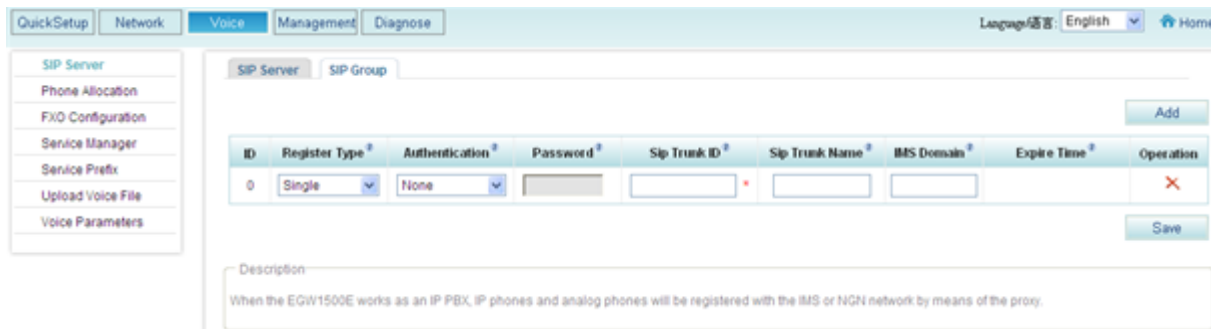 QuickSetup Network Voice Management Diagnose Language/语言: English Home
SIP Server
Phone Allocation
FXO Configuration
Service Manager
Service Prefix
Upload Voice File
Voice Parameters
SIP Server SIP Group
Add
ID Register Type Authentication Password Sip Trunk ID Sip Trunk Name IMS Domain Expire Time Operation
0 Single None *
Save
Description
When the EGW1500E works as an IP PBX, IP phones and analog phones will be registered with the IMS or NGN network by means of the proxy.